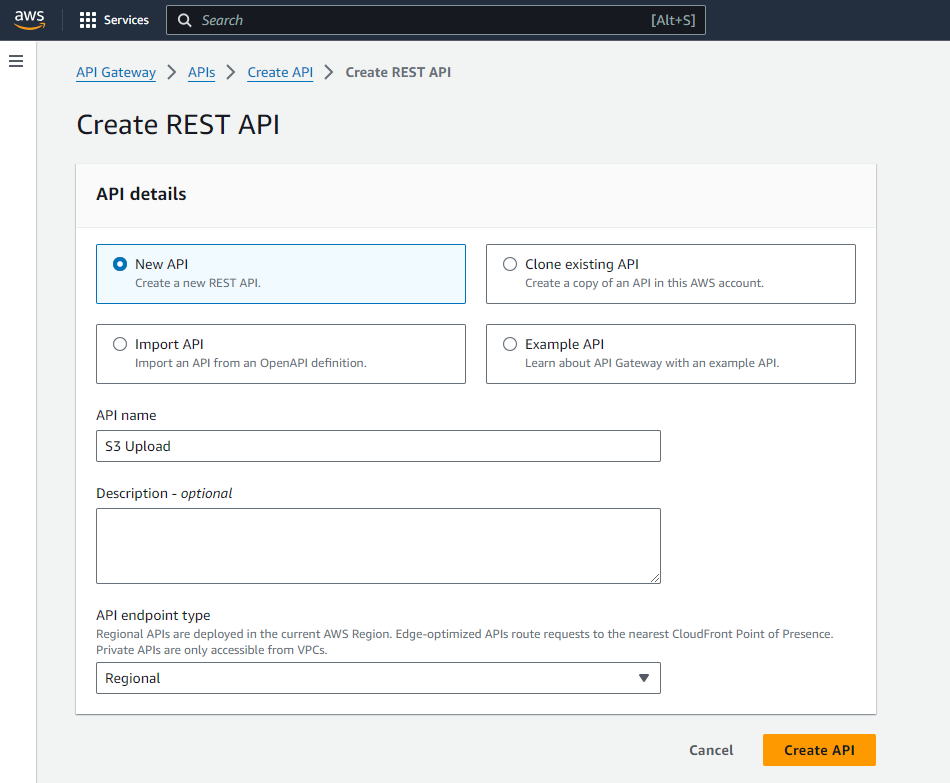 aws Services Search [Alt+S]
API Gateway APIs Create API Create REST API
Create REST API
API details
New API
Create a new REST API.
Clone existing API
Create a copy of an API in this AWS account.
Import API
Import an API from an OpenAPI definition.
Example API
Learn about API Gateway with an example API.
API name
S3 Upload
Description - optional
API endpoint type
Regional APIs are deployed in the current AWS Region. Edge-optimized APIs route requests to the nearest CloudFront Point of Presence.
Private APIs are only accessible from VPCs.
Regional
Cancel Create API